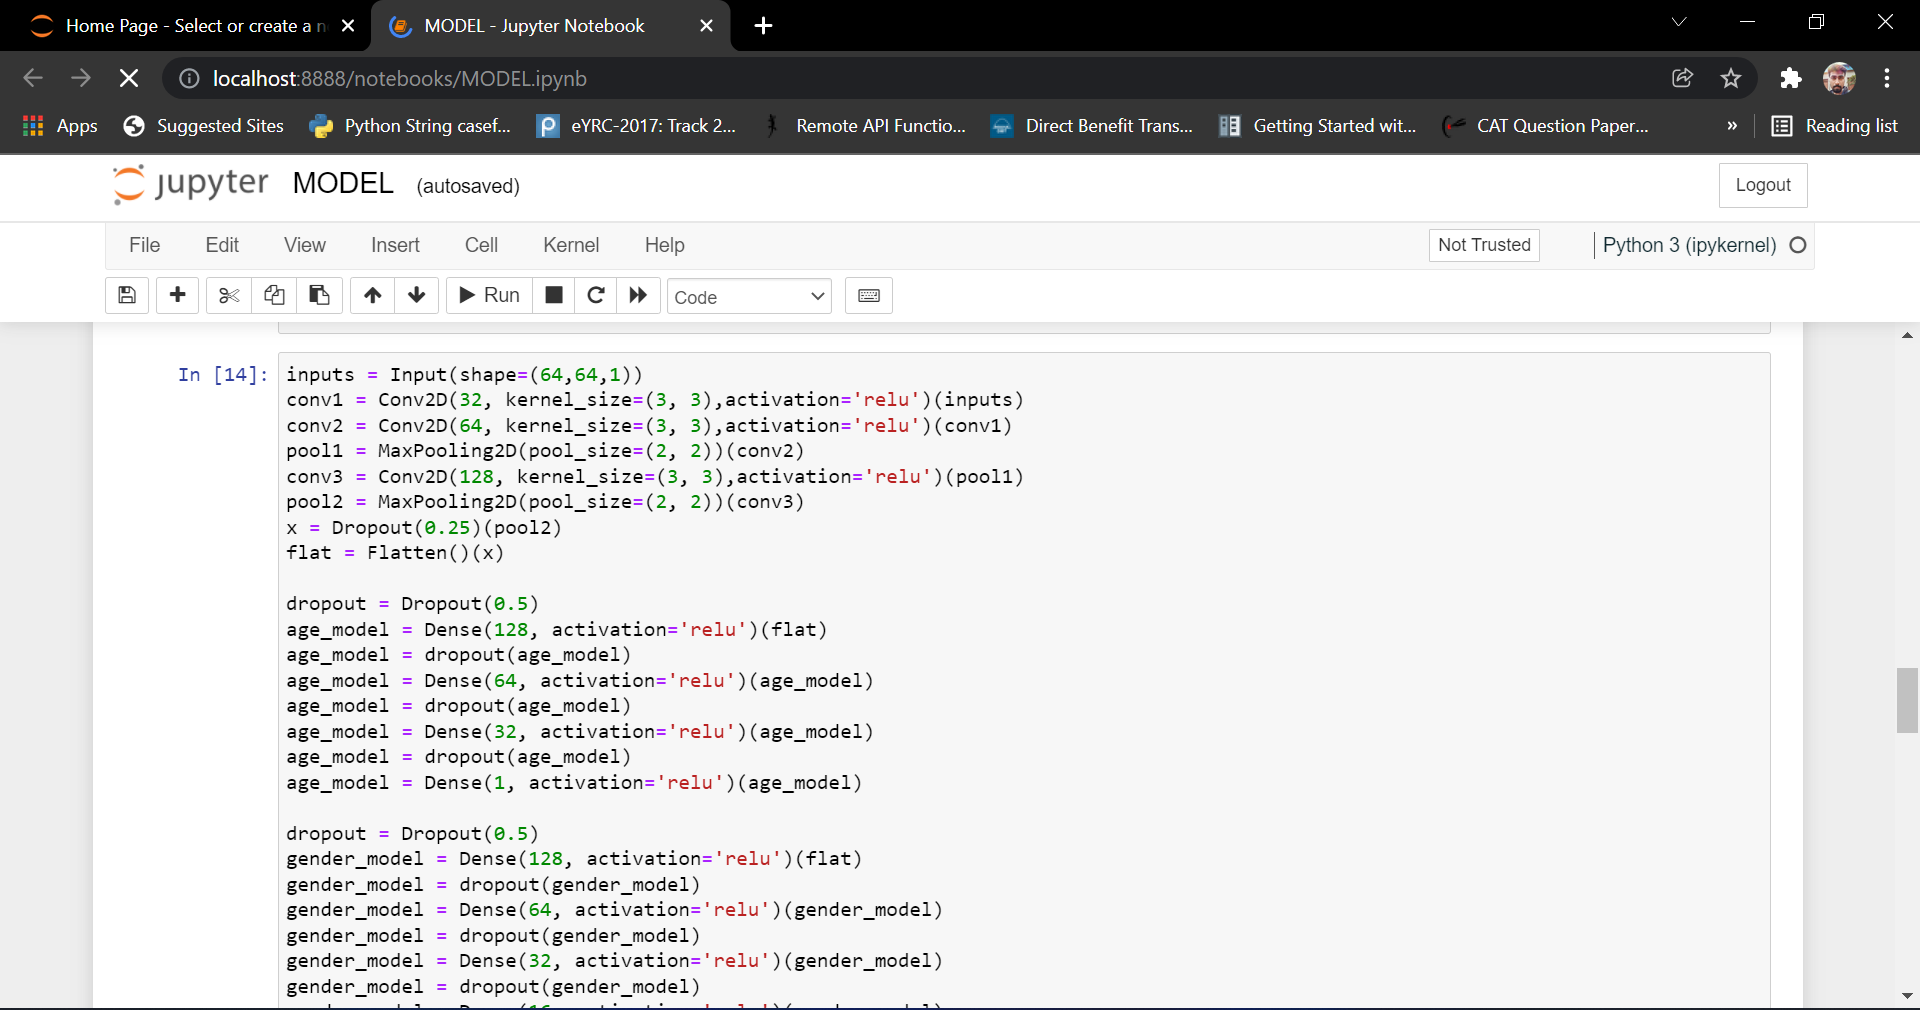 Home Page - Select or create a n
MODEL - Jupyter Notebook
localhost:8888/notebooks/MODEL.ipynb
Apps
Suggested Sites
Python String casef...
eYRC-2017: Track 2...
Remote API Functio...
Direct Benefit Trans...
Getting Started wit...
CAT Question Paper...
»
Reading list
jupyter MODEL (autosaved)
Logout
File Edit View Insert Cell Kernel Help
Not Trusted
Python 3 (ipykernel)
Run
Code
In [14]:
inputs = Input(shape=(64,64,1))
conv1 = Conv2D(32, kernel_size=(3, 3),activation='relu')(inputs)
conv2 = Conv2D(64, kernel_size=(3, 3),activation='relu')(conv1)
pool1 = MaxPooling2D(pool_size=(2, 2))(conv2)
conv3 = Conv2D(128, kernel_size=(3, 3),activation='relu')(pool1)
pool2 = MaxPooling2D(pool_size=(2, 2))(conv3)
x = Dropout(0.25)(pool2)
flat = Flatten()(x)
dropout = Dropout(0.5)
age_model = Dense(128, activation='relu')(flat)
age_model = dropout(age_model)
age_model = Dense(64, activation='relu')(age_model)
age_model = dropout(age_model)
age_model = Dense(32, activation='relu')(age_model)
age_model = dropout(age_model)
age_model = Dense(1, activation='relu')(age_model)
dropout = Dropout(0.5)
gender_model = Dense(128, activation='relu')(flat)
gender_model = dropout(gender_model)
gender_model = Dense(64, activation='relu')(gender_model)
gender_model = dropout(gender_model)
gender_model = Dense(32, activation='relu')(gender_model)
gender_model = dropout(gender_model)